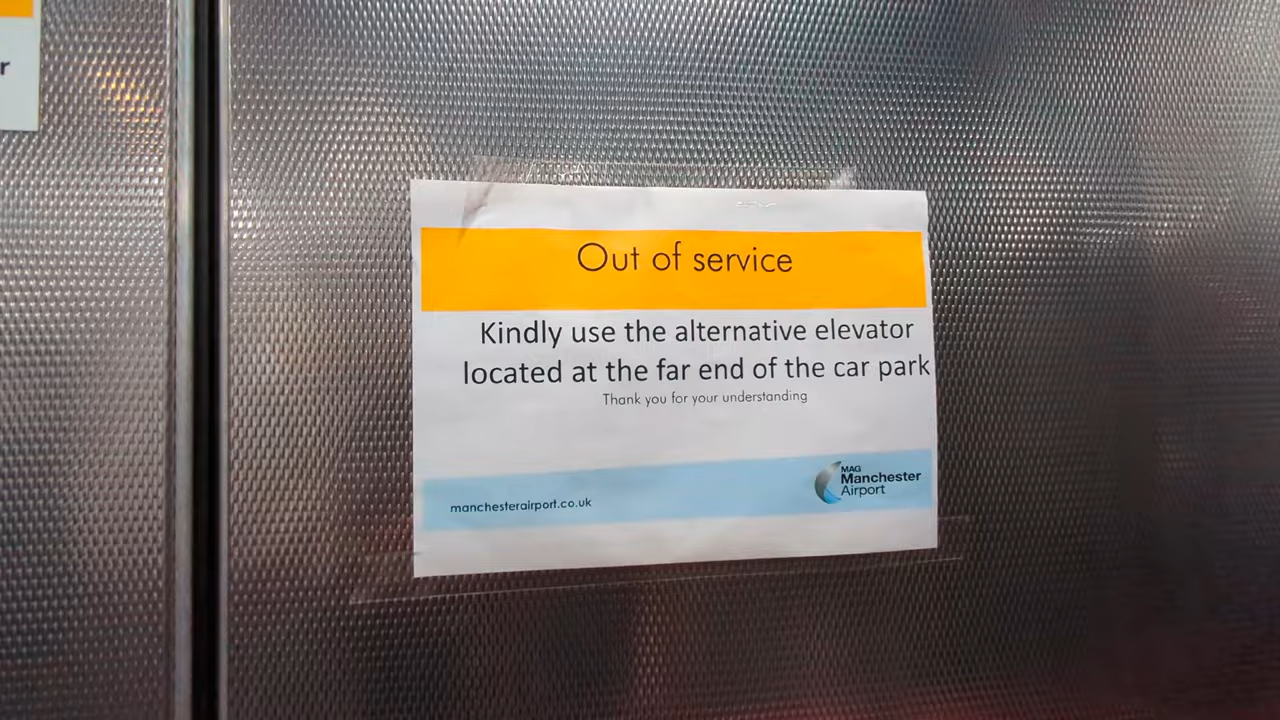 r
Out of service
Kindly use the alternative elevator
located at the far end of the car park
Thank you for your understanding
manchesterairport.co.uk
MAG
Manchester
Airport